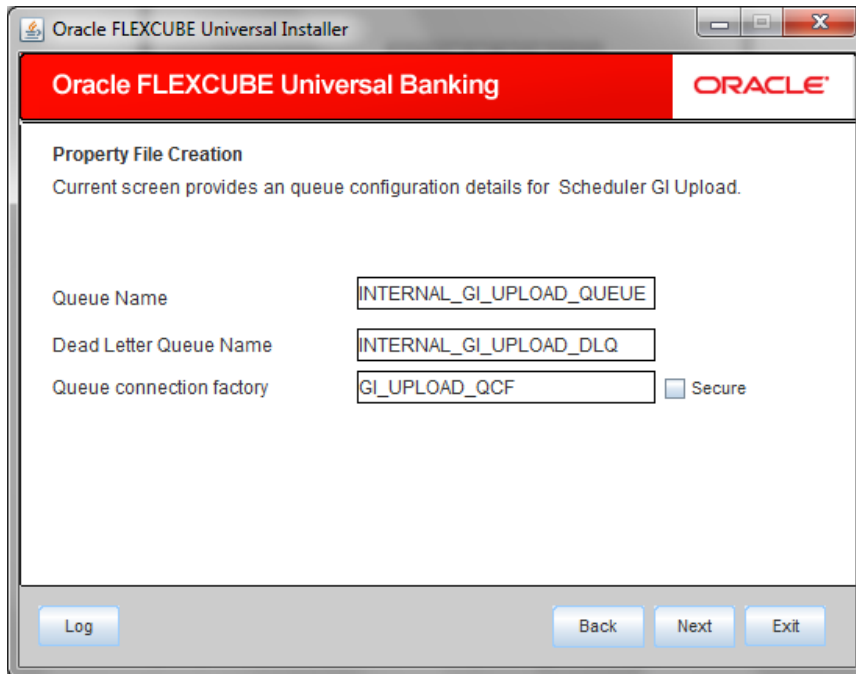 Oracle FLEXCUBE Universal Installer
Oracle FLEXCUBE Universal Banking
ORACLE
Property File Creation
Current screen provides an queue configuration details for Scheduler GI Upload.
Queue Name INTERNAL_GI_UPLOAD_QUEUE
Dead Letter Queue Name INTERNAL_GI_UPLOAD_DLQ
Queue connection factory GI_UPLOAD_QCF Secure
Log Back Next Exit